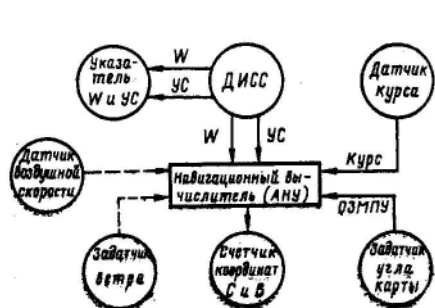 Указа-
тель
W и УС
W
УС
ДИСС
Датчик
курса
W
УС
Датчик
воздушной
скорости
Курс
Навигационный вы-
числитель (АНУ)
ОЗМПУ
Задатчик
ветра
Счетчик
координат
С и В
Задатчик
угла
карты